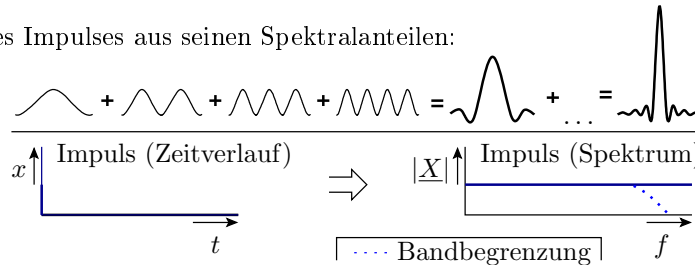 es Impulses aus seinen Spektralanteilen:
+ + + = + ... =
Impuls (Zeitverlauf) Impuls (Spektrum)
x |X|
t f
Bandbegrenzung